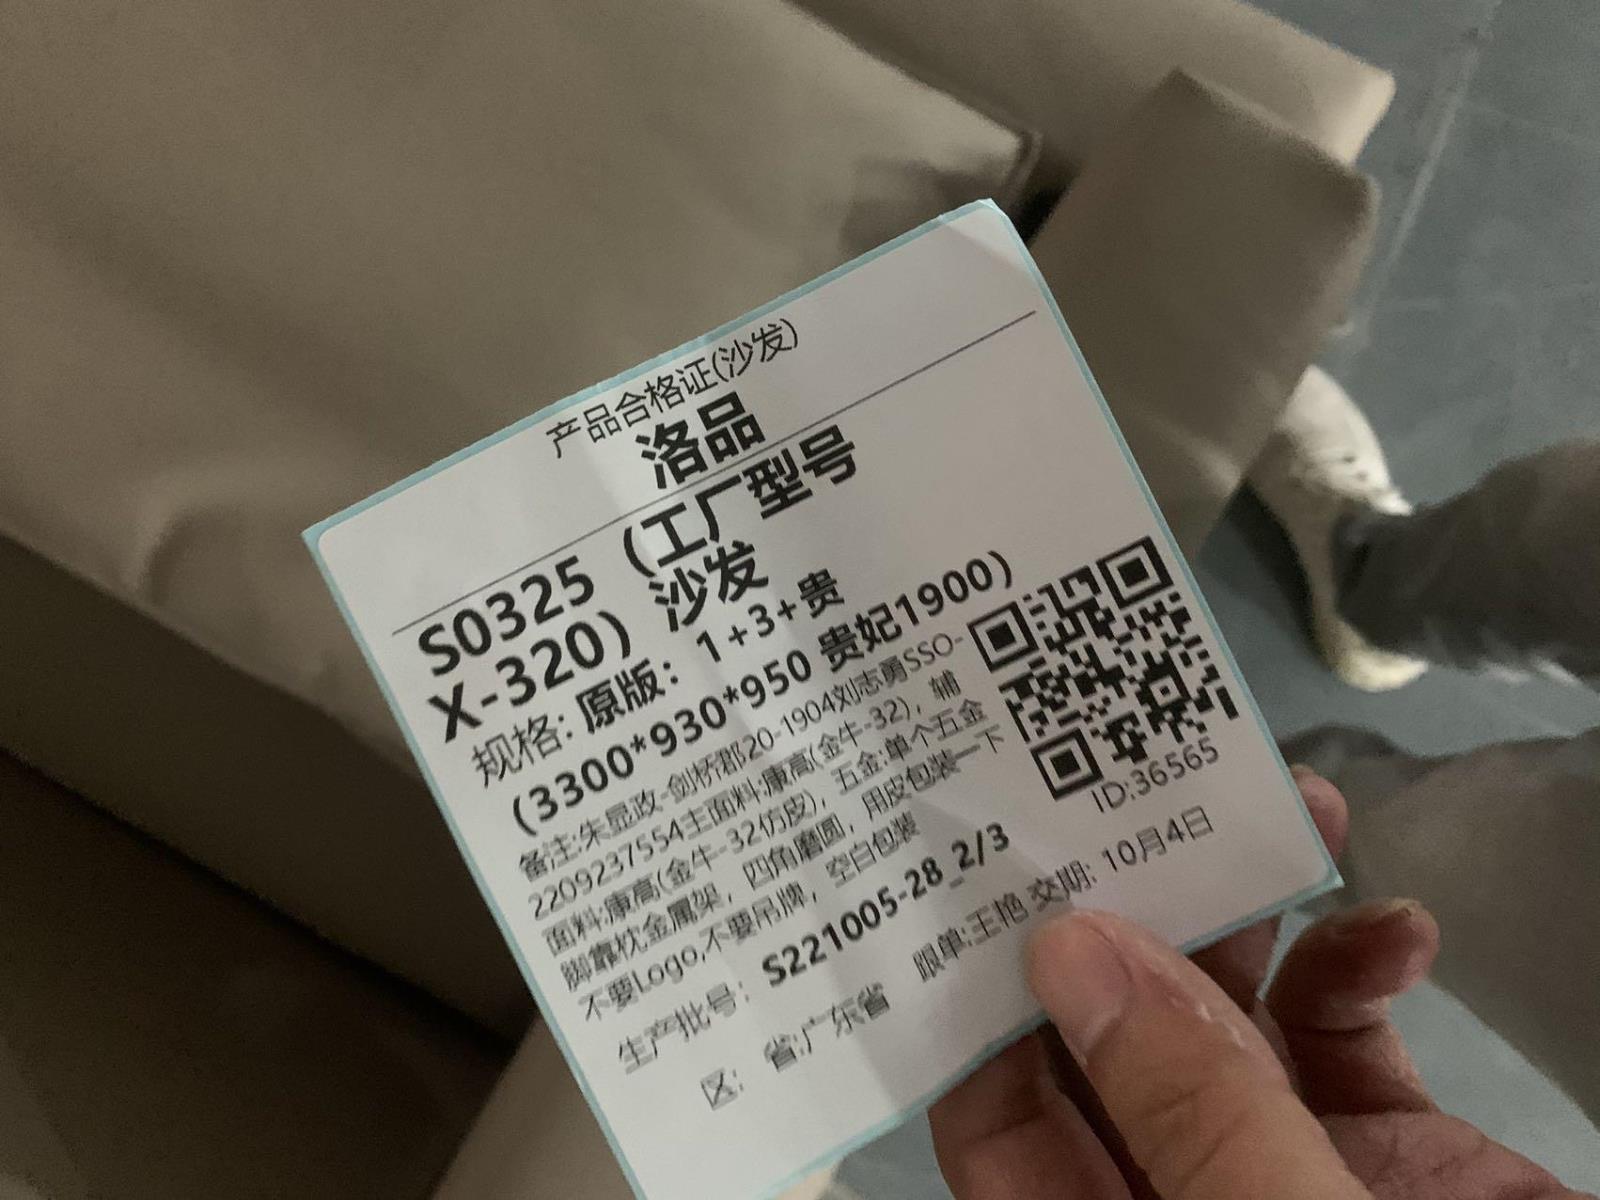 产品合格证(沙发)
洛品
S0325（工厂型号
X-320）沙发
规格: 原版：1+3+贵
(3300*930*950 贵妃1900)
备注:朱显政-剑桥郡20-1904刘志勇SSO-
2209237554主面料:康高(金牛-32)，辅
面料:康高(金牛-32仿皮)，五金:单个五金
脚靠枕金属架，四角磨圆，用皮包装一下
不要Logo,不要吊牌，空白包装
ID:36565
生产批号：S221005-28_2/3
跟单:王艳 交期: 10月4日
区: 省:广东省